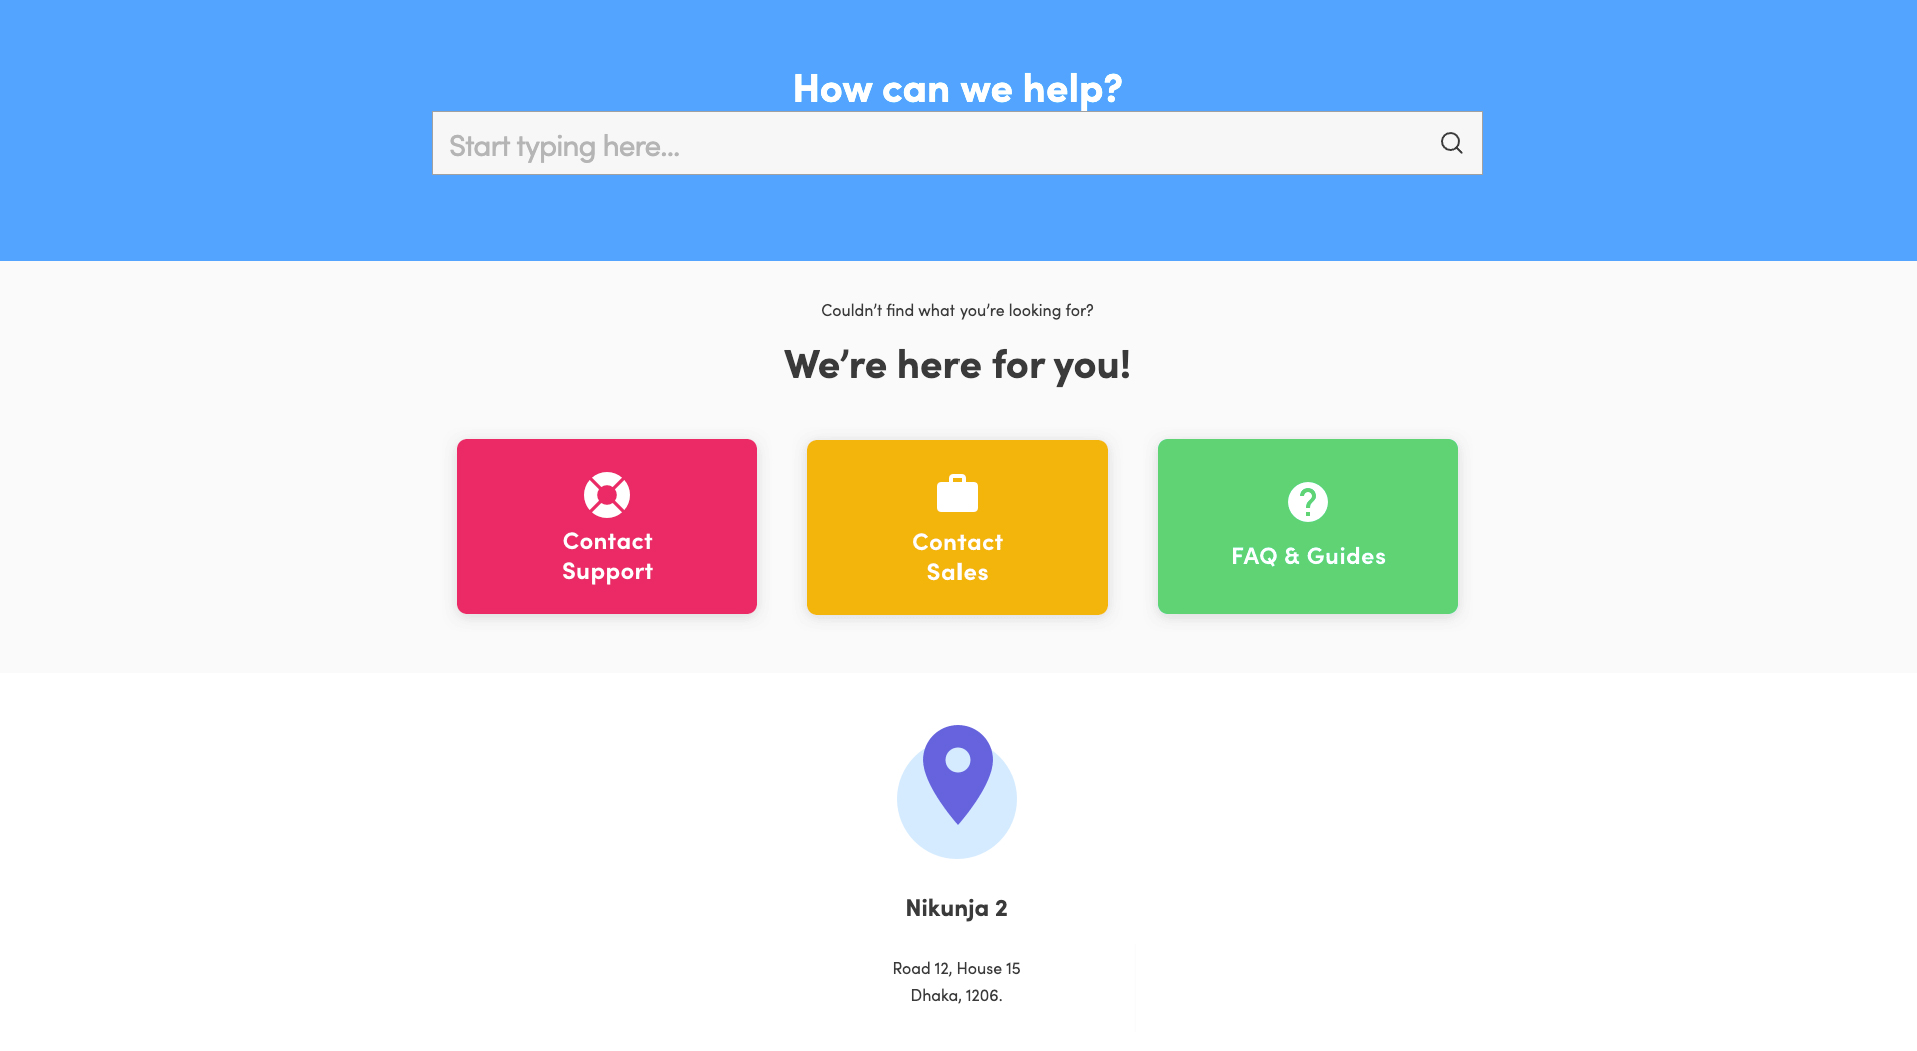 How can we help?
Start typing here...
Couldn’t find what you’re looking for?
We’re here for you!
Contact
Support
Contact
Sales
FAQ & Guides
Nikunja 2
Road 12, House 15
Dhaka, 1206.